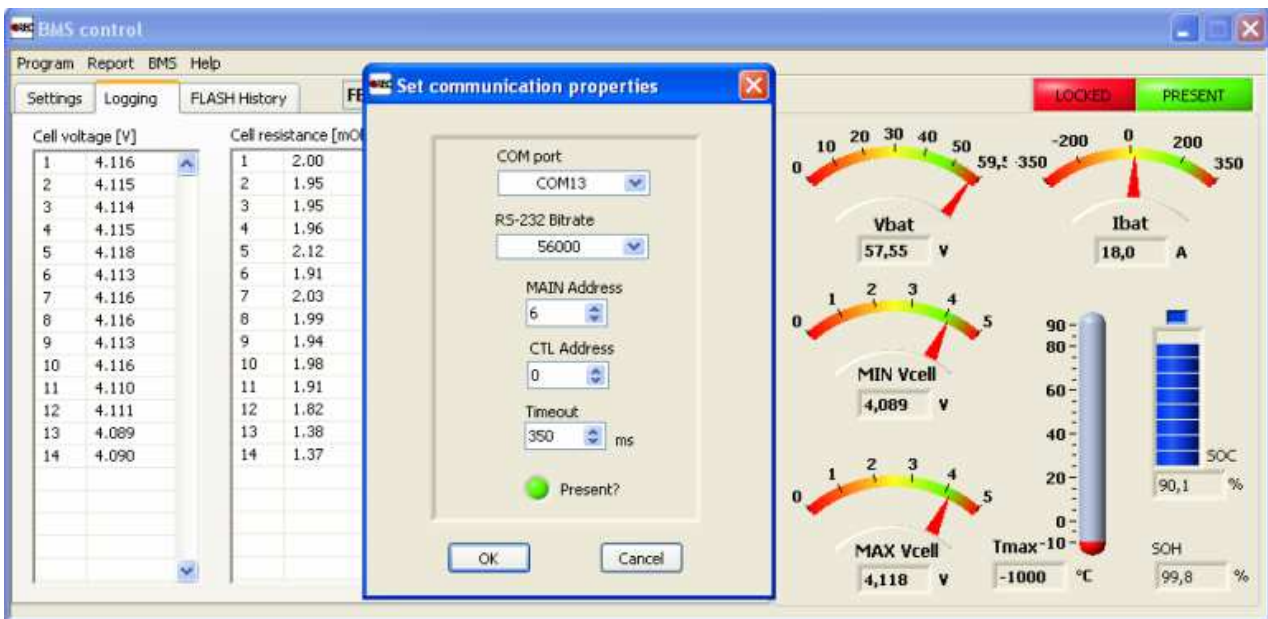 BMS control
Program Report BMS Help
Settings Logging FLASH History FE
LOCKED PRESENT
Cell voltage [V]
1 4.116
2 4.115
3 4.114
4 4.115
5 4.118
6 4.113
7 4.116
8 4.116
9 4.113
10 4.116
11 4.110
12 4.111
13 4.089
14 4.090
Cell resistance [mO
1 2.00
2 1.95
3 1.95
4 1.96
5 2.12
6 1.91
7 2.03
8 1.99
9 1.94
10 1.98
11 1.91
12 1.82
13 1.38
14 1.37
Set communication properties
COM port
COM13
RS-232 Bitrate
56000
MAIN Address
6
CTL Address
0
Timeout
350 ms
Present?
OK Cancel
0 10 20 30 40 50 59,5
Vbat
57,55 V
-350 -200 0 200 350
Ibat
18,0 A
0 1 2 3 4 5
MIN Vcell
4,089 V
0 1 2 3 4 5
MAX Vcell
4,118 V
90
80
60
40
20
0
-10
Tmax
-1000 °C
SOC
90,1 %
SOH
99,8 %